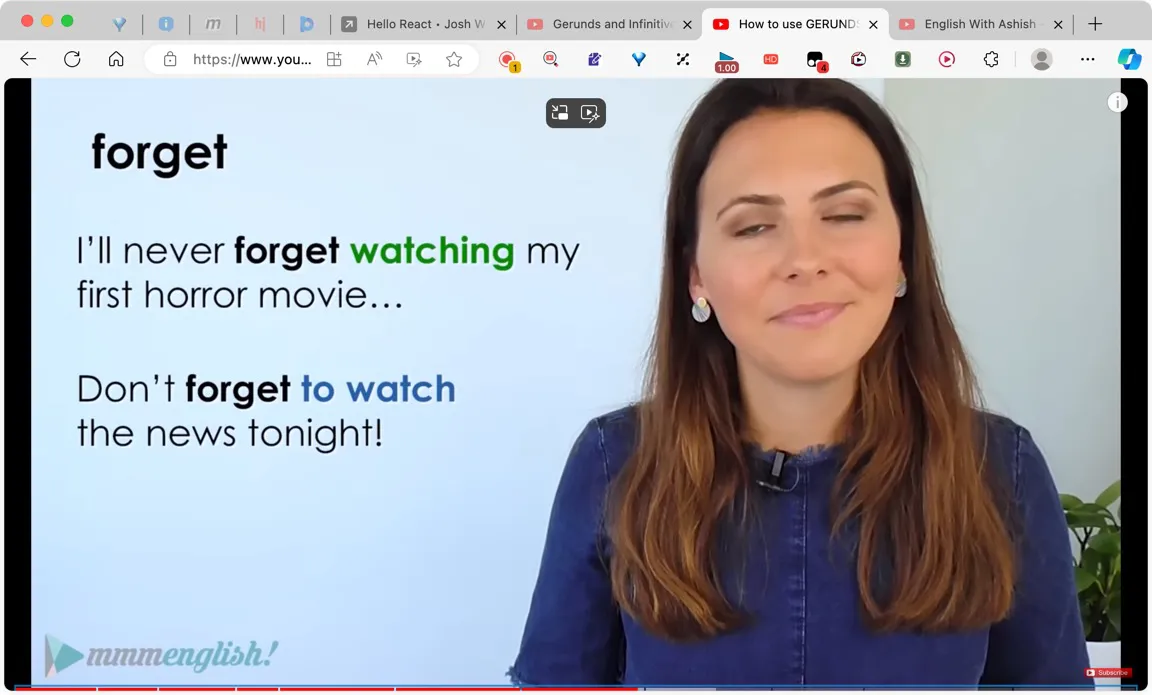 Hello React • Josh W
Gerunds and Infinitiv
How to use GERUNDS
English With Ashish
https://www.you...
1
1.00
HD
4
forget
I'll never forget watching my
first horror movie...
Don't forget to watch
the news tonight!
mmmenglish!
Subscribe